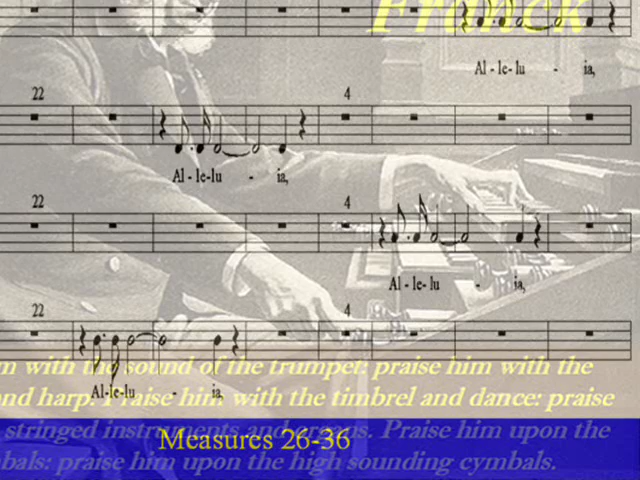 Franck
Al - le - lu - ia,
22 4
Al - le-lu - ia,
22 4
Al - le - lu - ia,
22 4
m with the sound of the trumpet: praise him with the
Al-le-lu - ia,
nd harp. Praise him with the timbrel and dance: praise
stringed instruments and organs. Praise him upon the
Measures 26-36
bals: praise him upon the high sounding cymbals.